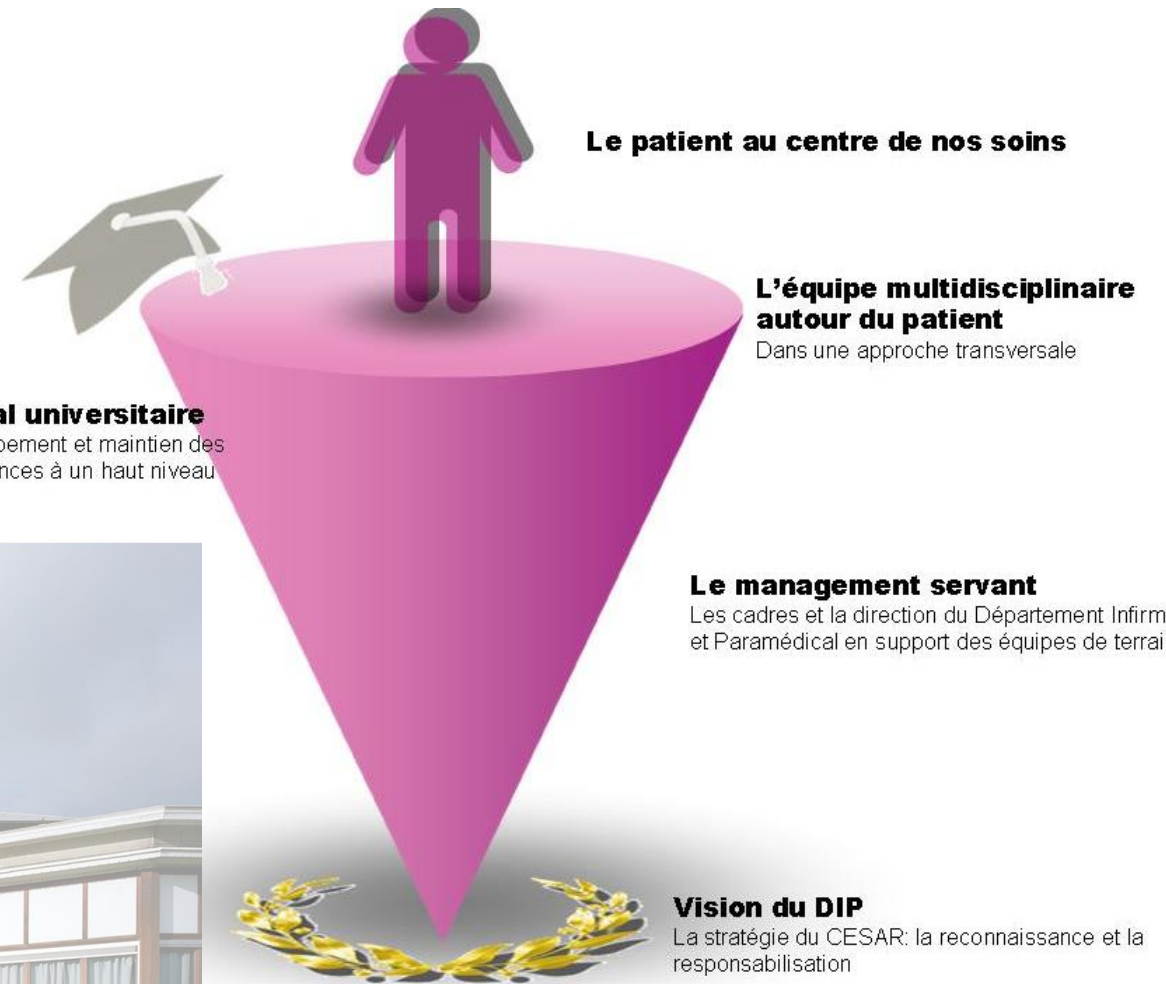 Le patient au centre de nos soins
L'équipe multidisciplinaire
autour du patient
Dans une approche transversale
al universitaire
pement et maintien des
nces à un haut niveau
Le management servant
Les cadres et la direction du Département Infirm
et Paramédical en support des équipes de terrai
Vision du DIP
La stratégie du CESAR: la reconnaissance et la
responsabilisation